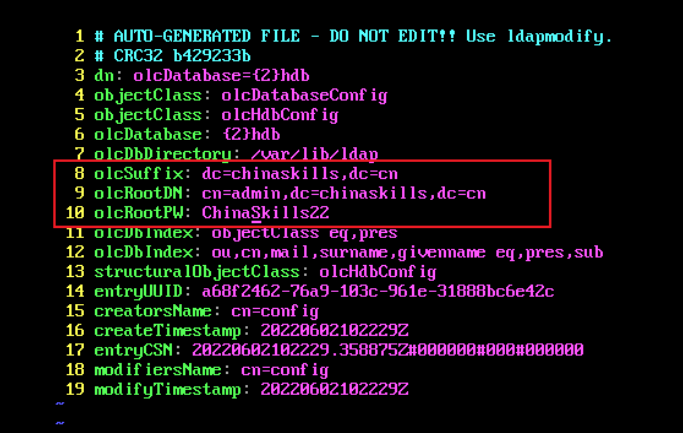 1 # AUTO-GENERATED FILE - DO NOT EDIT!! Use ldapmodify.
2 # CRC32 b429233b
3 dn: olcDatabase={2}hdb
4 objectClass: olcDatabaseConfig
5 objectClass: olcHdbConfig
6 olcDatabase: {2}hdb
7 olcDbDirectory: /var/lib/ldap
8 olcSuffix: dc=chinaskills,dc=cn
9 olcRootDN: cn=admin,dc=chinaskills,dc=cn
10 olcRootPW: ChinaSkills22
11 olcDbIndex: objectClass eq,pres
12 olcDbIndex: ou,cn,mail,surname,givenname eq,pres,sub
13 structuralObjectClass: olcHdbConfig
14 entryUUID: a68f2462-76a9-103c-961e-31888bc6e42c
15 creatorsName: cn=config
16 createTimestamp: 20220602102229Z
17 entryCSN: 20220602102229.358875Z#000000#000#000000
18 modifiersName: cn=config
19 modifyTimestamp: 20220602102229Z
~
~